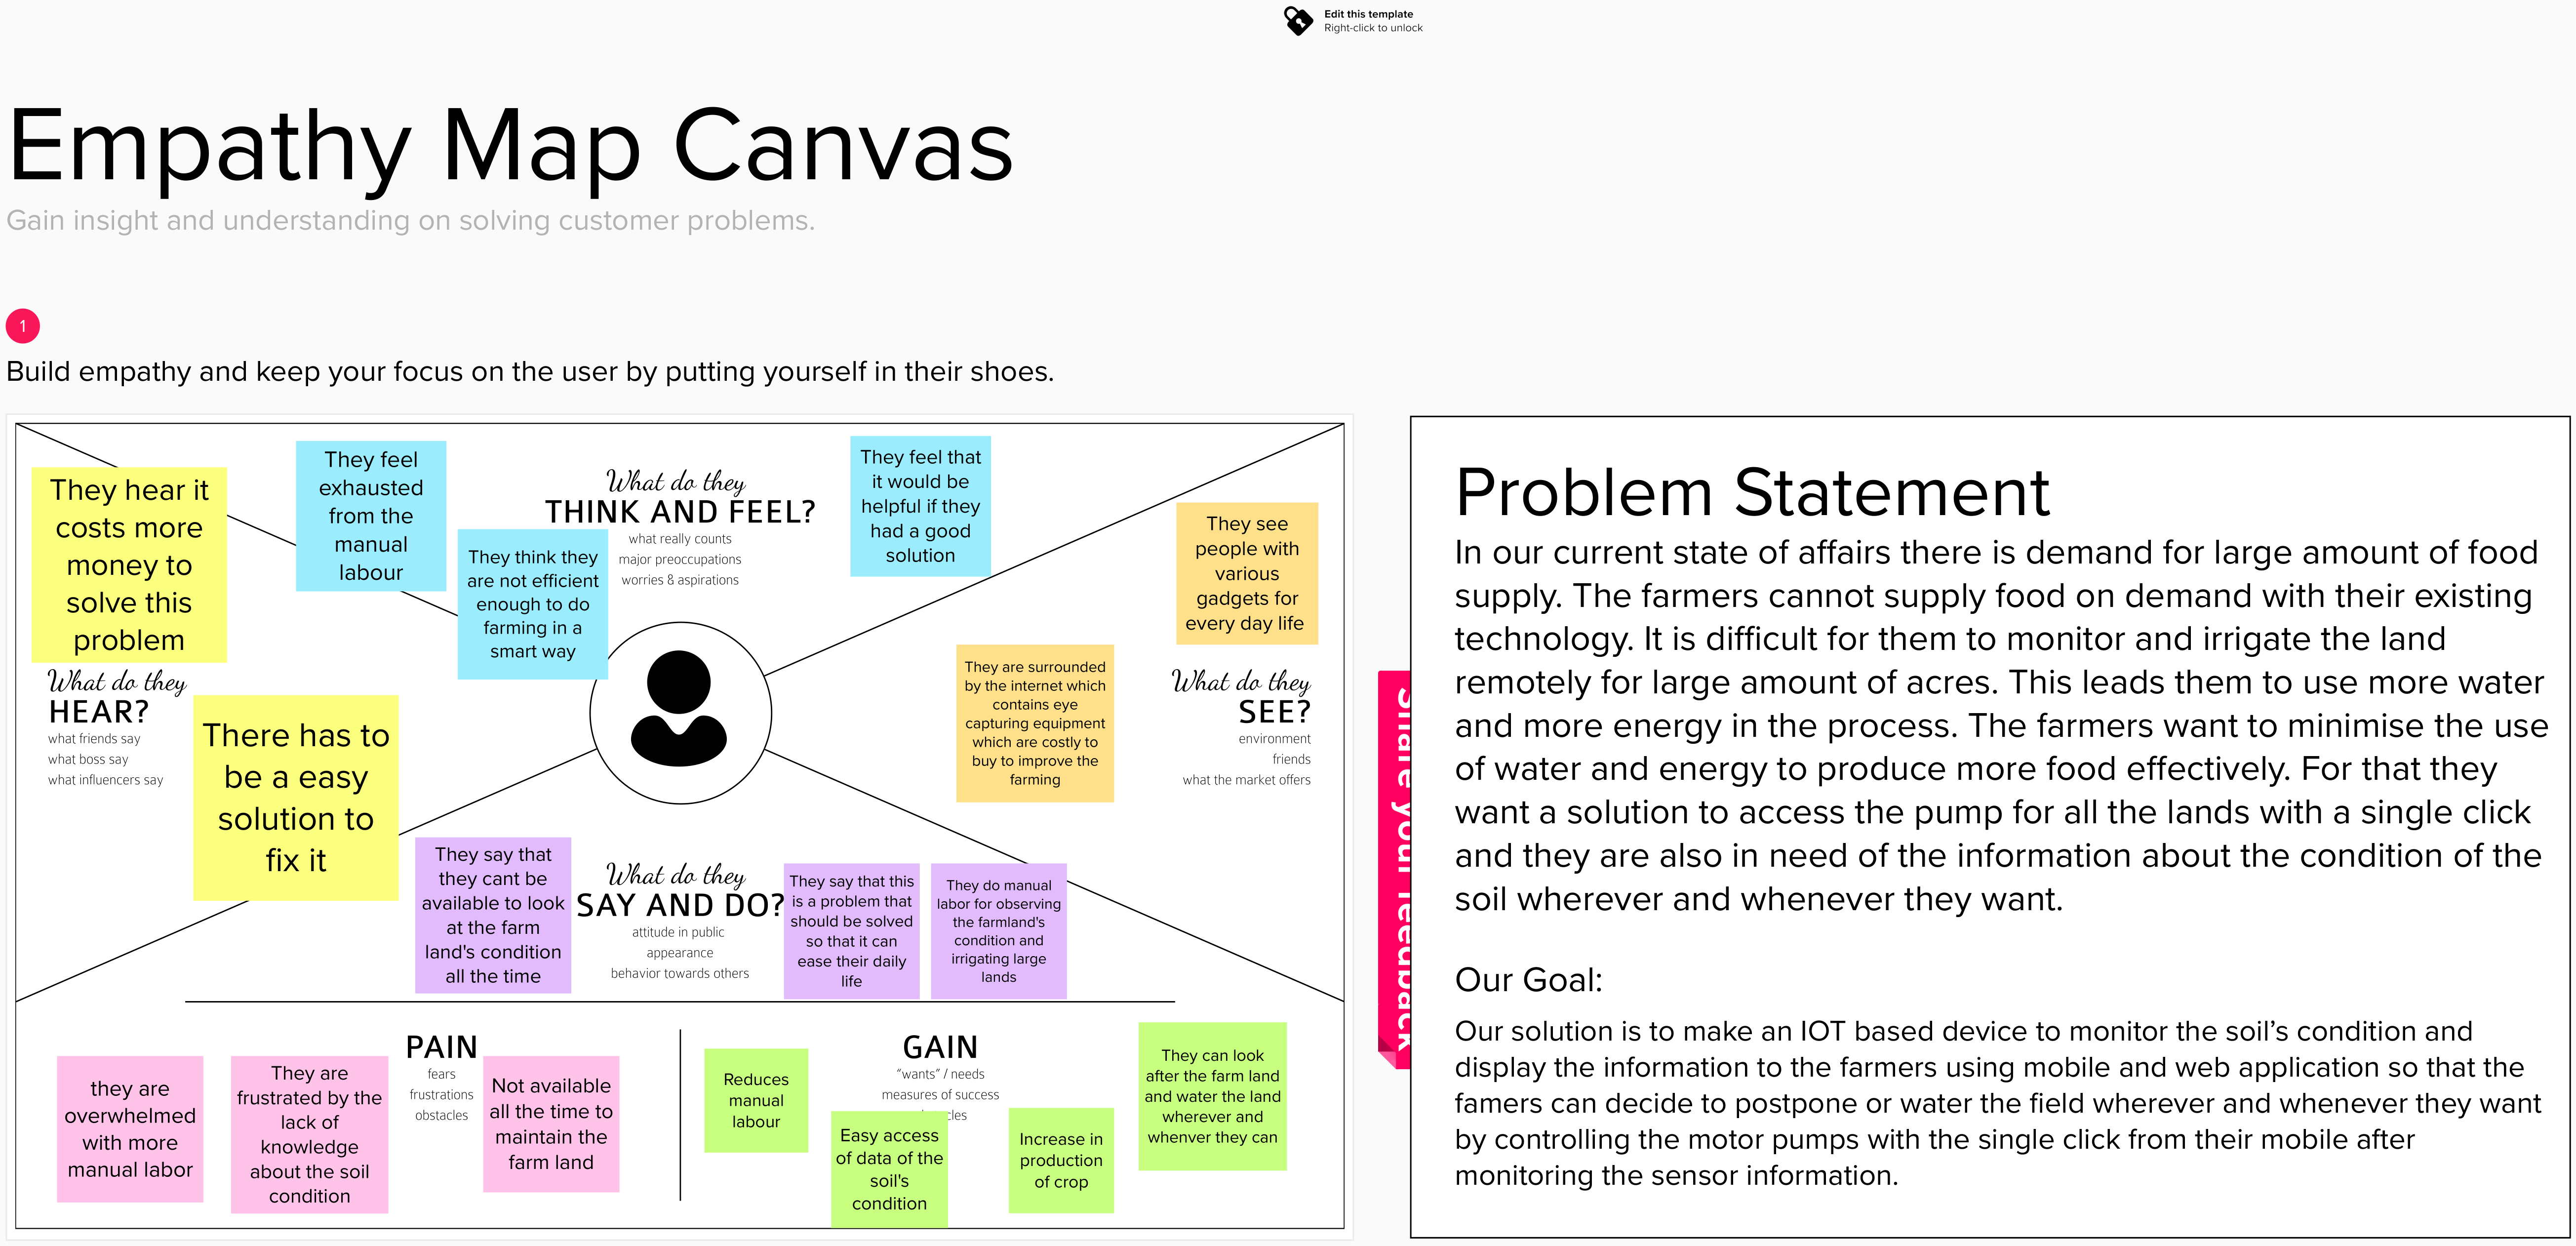 Edit this template
Right-click to unlock
Empathy Map Canvas
Gain insight and understanding on solving customer problems.
1
Build empathy and keep your focus on the user by putting yourself in their shoes.
They hear it
costs more
money to
solve this
problem
They feel
exhausted
from the
manual
labour
What do they
THINK AND FEEL?
what really counts
major preoccupations
worries & aspirations
They think they
are not efficient
enough to do
farming in a
smart way
They feel that
it would be
helpful if they
had a good
solution
They see
people with
various
gadgets for
every day life
What do they
HEAR?
what friends say
what boss say
what influencers say
There has to
be a easy
solution to
fix it
They are surrounded
by the internet which
contains eye
capturing equipment
which are costly to
buy to improve the
farming
What do they
SEE?
environment
friends
what the market offers
They say that
they cant be
available to look
at the farm
land's condition
all the time
What do they
SAY AND DO?
attitude in public
appearance
behavior towards others
They say that this
is a problem that
should be solved
so that it can
ease their daily
life
They do manual
labor for observing
the farmland's
condition and
irrigating large
lands
PAIN
fears
frustrations
obstacles
they are
overwhelmed
with more
manual labor
They are
frustrated by the
lack of
knowledge
about the soil
condition
Not available
all the time to
maintain the
farm land
GAIN
"wants" / needs
measures of success
Reduces
manual
labour
Easy access
of data of the
soil's
condition
Increase in
production
of crop
They can look
after the farm land
and water the land
wherever and
whenver they can
Share your feedback
Problem Statement
In our current state of affairs there is demand for large amount of food
supply. The farmers cannot supply food on demand with their existing
technology. It is difficult for them to monitor and irrigate the land
remotely for large amount of acres. This leads them to use more water
and more energy in the process. The farmers want to minimise the use
of water and energy to produce more food effectively. For that they
want a solution to access the pump for all the lands with a single click
and they are also in need of the information about the condition of the
soil wherever and whenever they want.
Our Goal:
Our solution is to make an IOT based device to monitor the soil's condition and
display the information to the farmers using mobile and web application so that the
famers can decide to postpone or water the field wherever and whenever they want
by controlling the motor pumps with the single click from their mobile after
monitoring the sensor information.